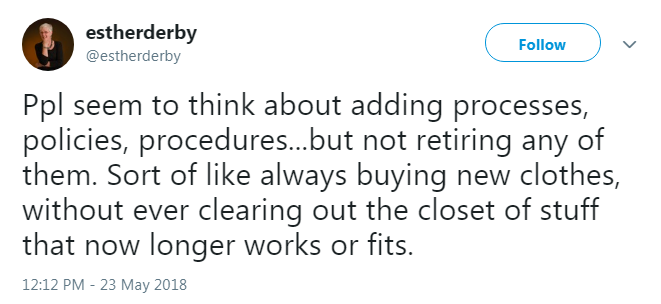 estherderby
@estherderby
Follow
Ppl seem to think about adding processes,
policies, procedures...but not retiring any of
them. Sort of like always buying new clothes,
without ever clearing out the closet of stuff
that now longer works or fits.
12:12 PM - 23 May 2018